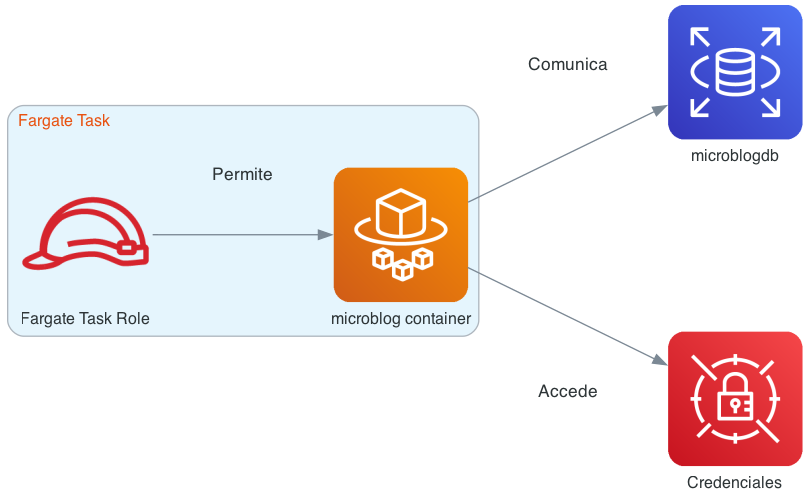 Comunica
microblogdb
Fargate Task
Permite
Fargate Task Role
microblog container
Accede
Credenciales